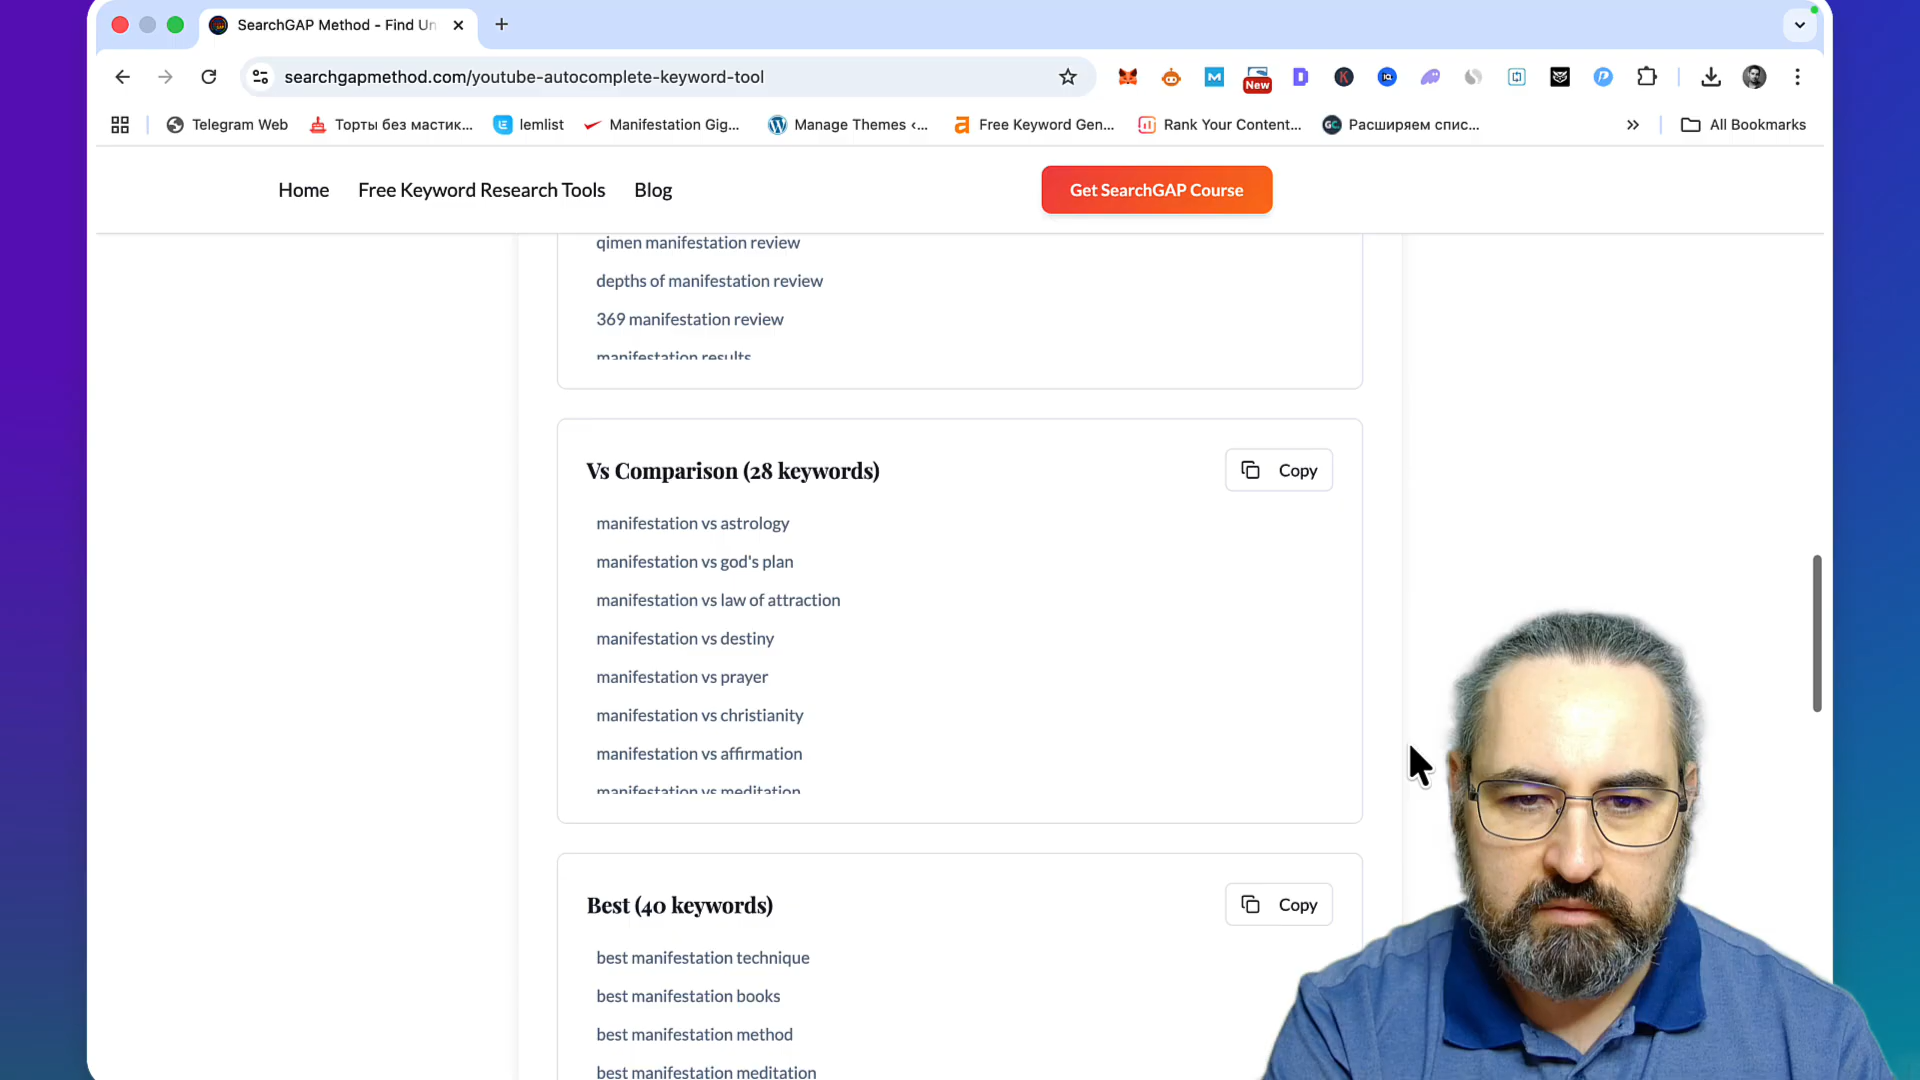 SearchGAP Method - Find Un
searchgapmethod.com/youtube-autocomplete-keyword-tool
New
Telegram Web
Торты без мастик...
lemlist
Manifestation Gig...
Manage Themes ‹...
Free Keyword Gen...
Rank Your Content...
Расширяем спис...
All Bookmarks
Home
Free Keyword Research Tools
Blog
Get SearchGAP Course
qimen manifestation review
depths of manifestation review
369 manifestation review
manifestation results
Vs Comparison (28 keywords)
Copy
manifestation vs astrology
manifestation vs god's plan
manifestation vs law of attraction
manifestation vs destiny
manifestation vs prayer
manifestation vs christianity
manifestation vs affirmation
manifestation vs meditation
Best (40 keywords)
Copy
best manifestation technique
best manifestation books
best manifestation method
best manifestation meditation